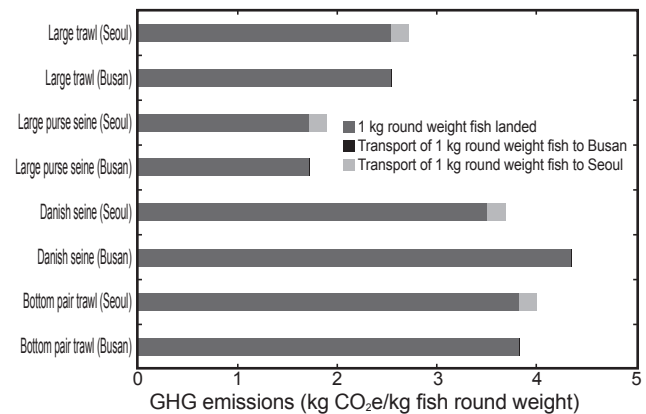 Large trawl (Seoul)
Large trawl (Busan)
Large purse seine (Seoul)
Large purse seine (Busan)
Danish seine (Seoul)
Danish seine (Busan)
Bottom pair trawl (Seoul)
Bottom pair trawl (Busan)
1 kg round weight fish landed
Transport of 1 kg round weight fish to Busan
Transport of 1 kg round weight fish to Seoul
0 1 2 3 4 5
GHG emissions (kg CO₂e/kg fish round weight)